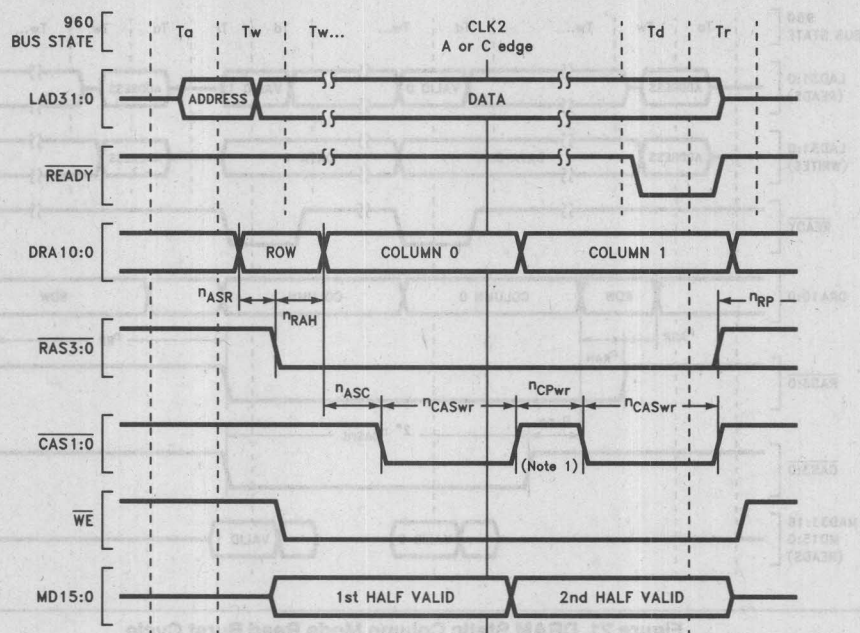 960
BUS STATE
Ta Tw Tw... CLK2 Td Tr
A or C edge
LAD31:0 ADDRESS DATA
READY
DRA10:0 ROW COLUMN 0 COLUMN 1
nASR nRAH nRP
RAS3:0
nASC nCASwr nCPwr nCASwr
CAS1:0
(Note 1)
WE
MD15:0 1st HALF VALID 2nd HALF VALID